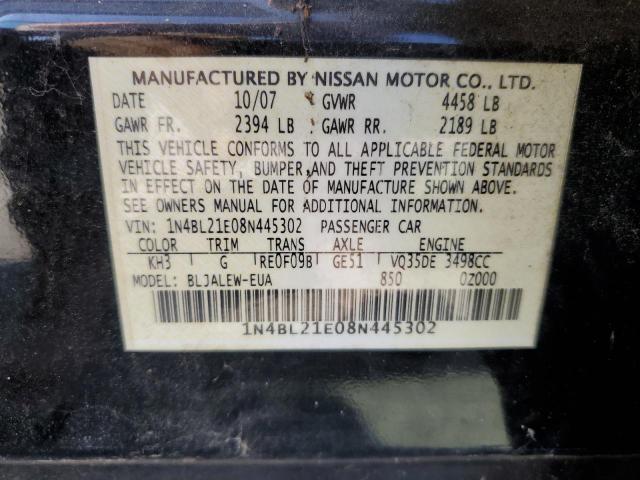 MANUFACTURED BY NISSAN MOTOR CO., LTD.
DATE 10/07 GVWR 4458 LB
GAWR FR. 2394 LB GAWR RR. 2189 LB
THIS VEHICLE CONFORMS TO ALL APPLICABLE FEDERAL MOTOR
VEHICLE SAFETY, BUMPER, AND THEFT PREVENTION STANDARDS
IN EFFECT ON THE DATE OF MANUFACTURE SHOWN ABOVE.
SEE OWNERS MANUAL FOR ADDITIONAL INFORMATION.
VIN: 1N4BL21E08N445302 PASSENGER CAR
COLOR TRIM TRANS AXLE ENGINE
KH3 G RE0F09B GE51 VQ35DE 3498CC
MODEL: BLJALEW-EUA 850 0Z000
1N4BL21E08N445302